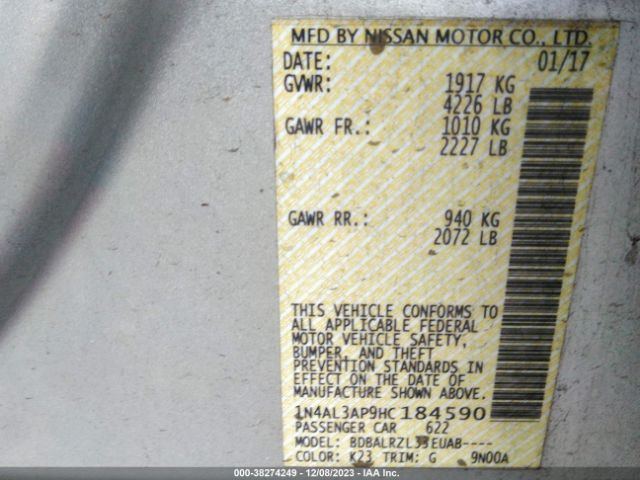 MFD BY NISSAN MOTOR CO., LTD.
DATE: 01/17
GVWR: 1917 KG
4226 LB
GAWR FR.: 1010 KG
2227 LB
GAWR RR.: 940 KG
2072 LB
THIS VEHICLE CONFORMS TO
ALL APPLICABLE FEDERAL
MOTOR VEHICLE SAFETY,
BUMPER, AND THEFT
PREVENTION STANDARDS IN
EFFECT ON THE DATE OF
MANUFACTURE SHOWN ABOVE.
1N4AL3AP9HC184590
PASSENGER CAR 622
MODEL: BDBALRZL33EUAB----
COLOR: K23 TRIM: G 9N00A
000-38274249 - 12/08/2023 - IAA Inc.